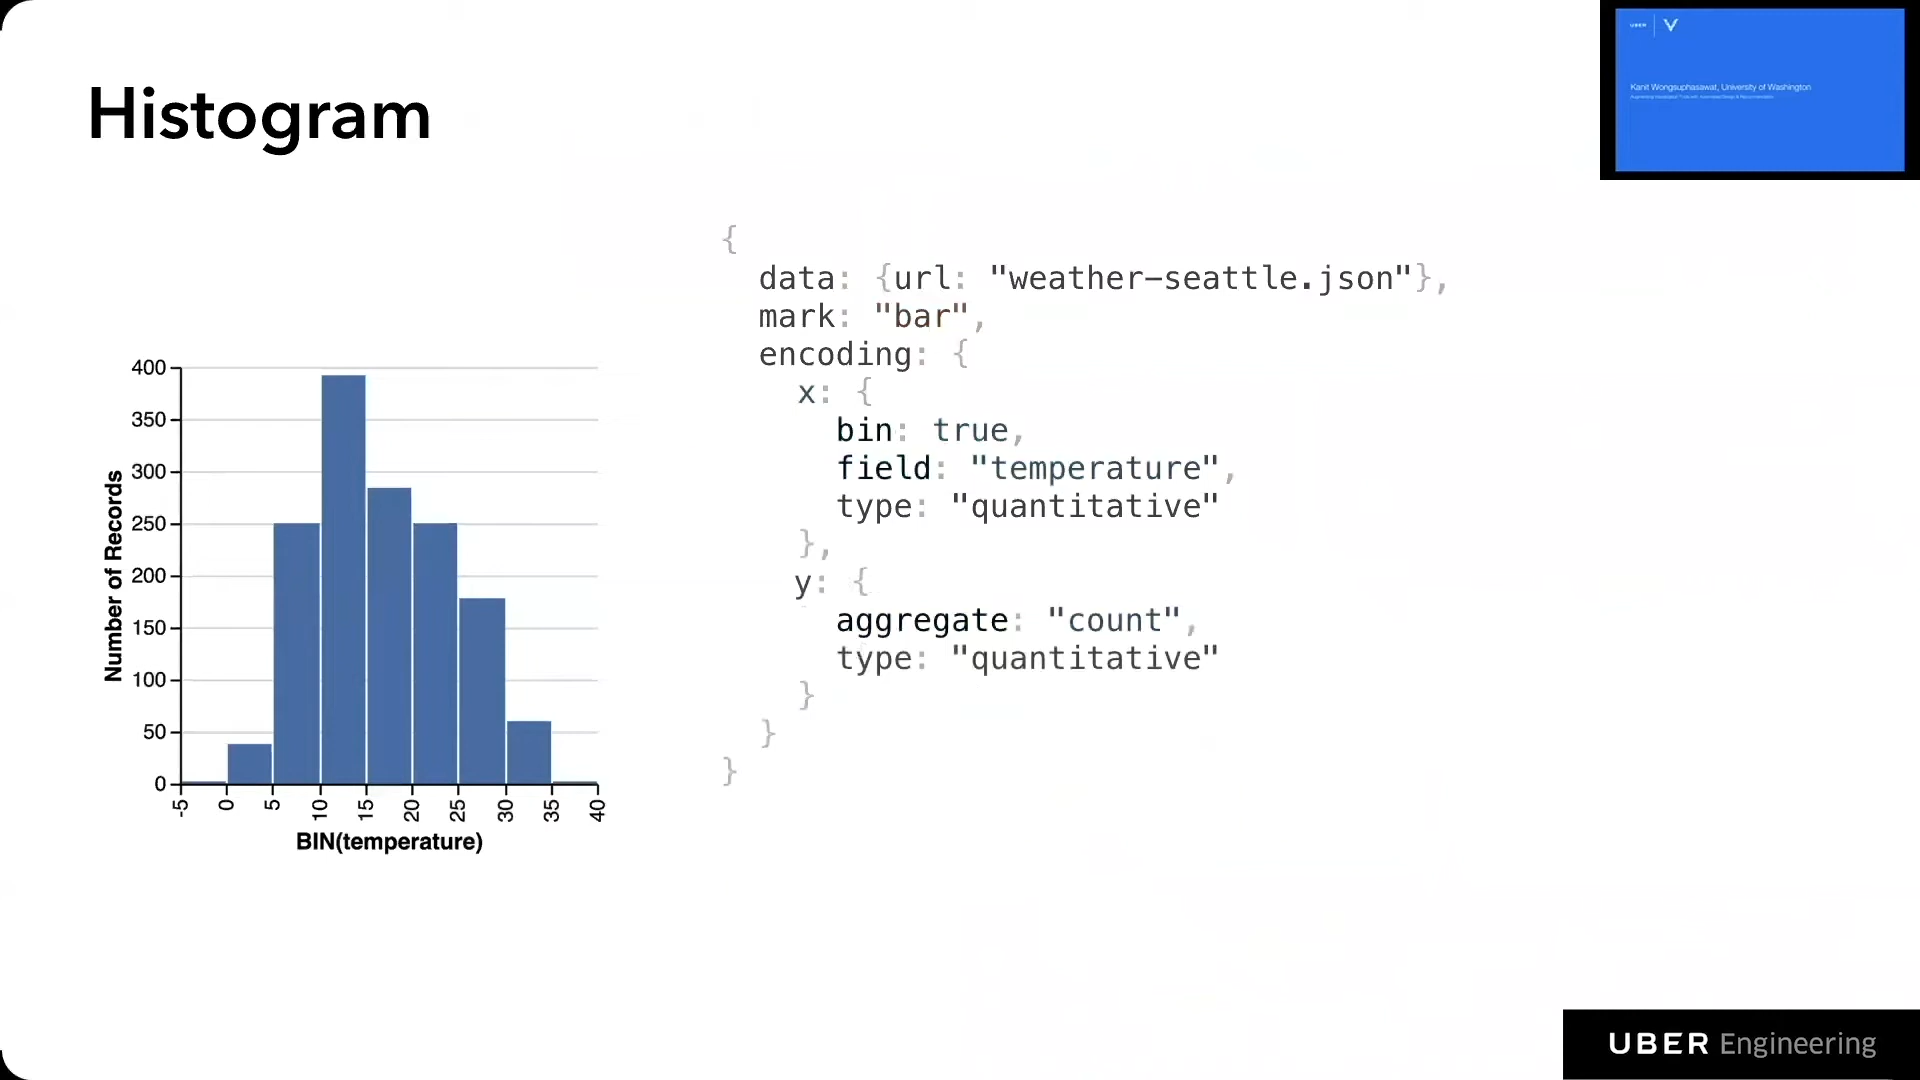 Histogram
UBER
Kanit Wongsuphasawat, University of Washington
{
data: {url: "weather-seattle.json"},
mark: "bar",
encoding: {
x: {
bin: true,
field: "temperature",
type: "quantitative"
},
y: {
aggregate: "count",
type: "quantitative"
}
}
}
Number of Records
400
350
300
250
200
150
100
50
0
-5 0 5 10 15 20 25 30 35 40
BIN(temperature)
UBER Engineering